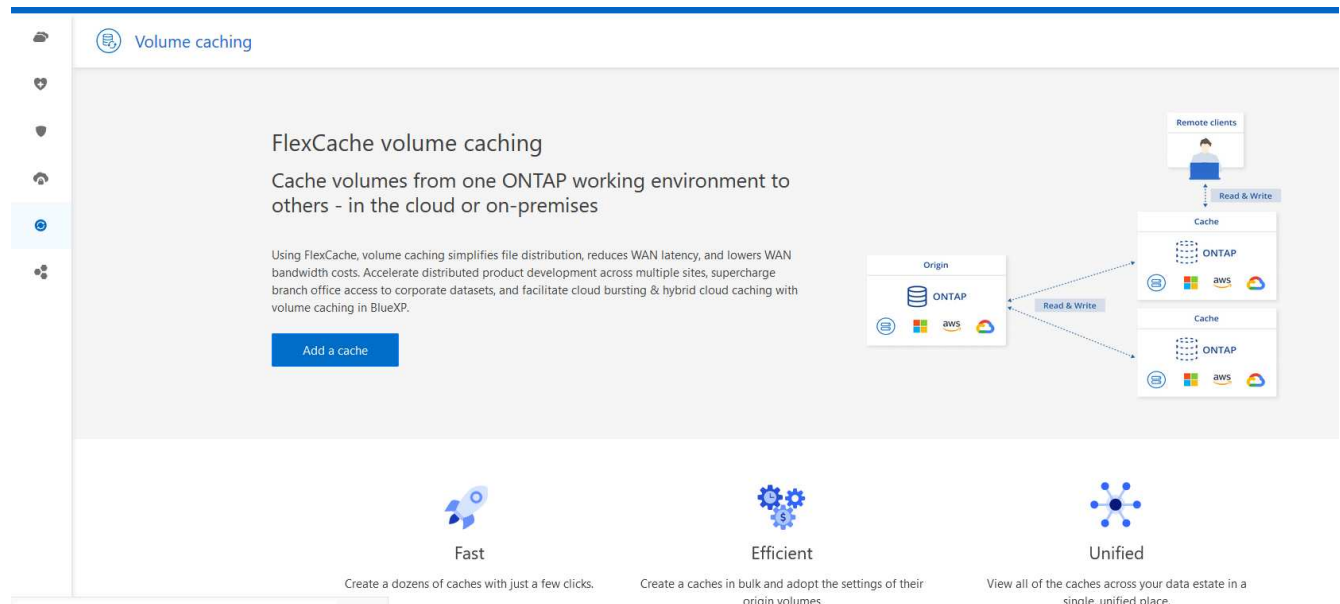 Volume caching
FlexCache volume caching
Cache volumes from one ONTAP working environment to
others - in the cloud or on-premises
Using FlexCache, volume caching simplifies file distribution, reduces WAN latency, and lowers WAN
bandwidth costs. Accelerate distributed product development across multiple sites, supercharge
branch office access to corporate datasets, and facilitate cloud bursting & hybrid cloud caching with
volume caching in BlueXP.
Add a cache
Remote clients
Read & Write
Cache
ONTAP
aws
Origin
ONTAP
aws
Read & Write
Cache
ONTAP
aws
Fast
Create a dozens of caches with just a few clicks.
Efficient
Create a caches in bulk and adopt the settings of their
origin volumes
Unified
View all of the caches across your data estate in a
single, unified place